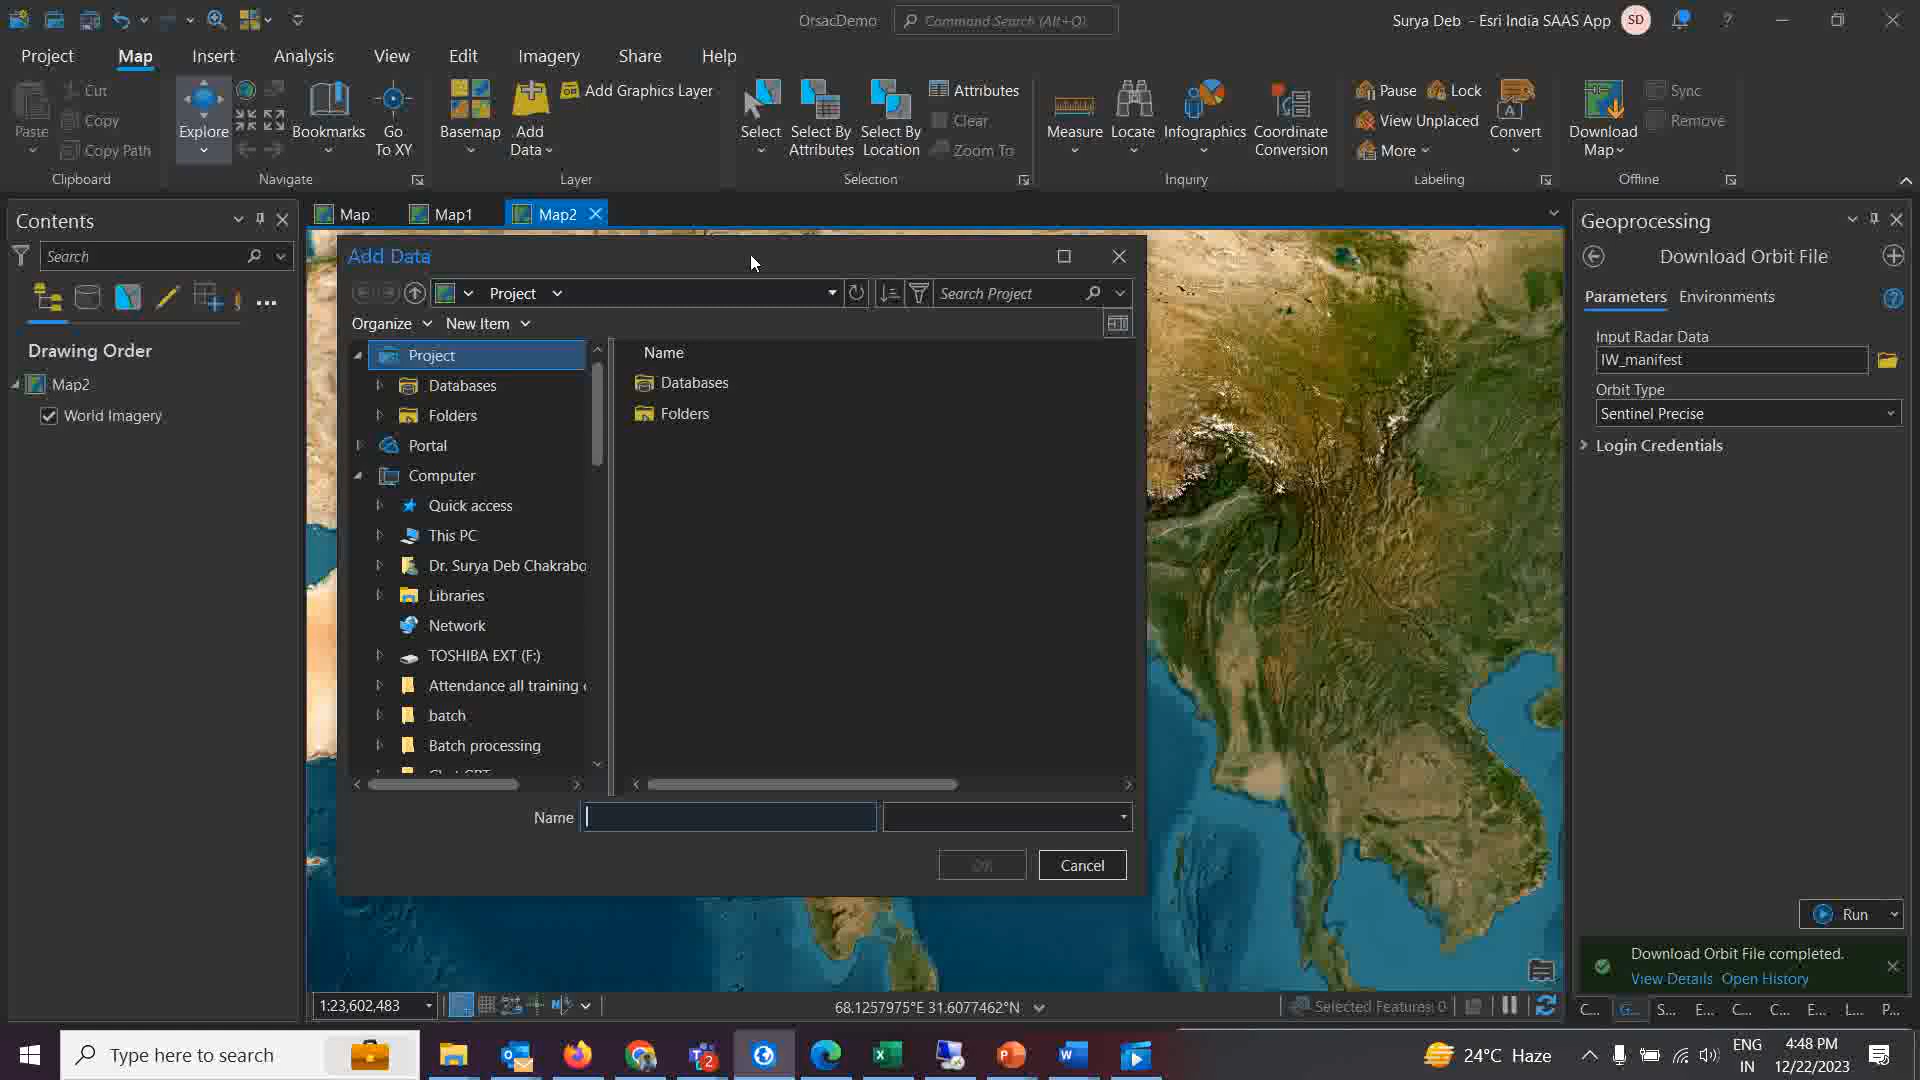 OrsacDemo
Command Search (Alt+Q)
Surya Deb - Esri India SAAS App
SD
?
Project
Map
Insert
Analysis
View
Edit
Imagery
Share
Help
Paste
Cut
Copy
Copy Path
Clipboard
Explore
Bookmarks
Go
To XY
Navigate
Basemap
Add
Data
Add Graphics Layer
Layer
Select
Select By
Attributes
Select By
Location
Attributes
Clear
Zoom To
Selection
Measure
Locate
Infographics
Coordinate
Conversion
Inquiry
Pause
Lock
View Unplaced
More
Convert
Labeling
Download
Map
Sync
Remove
Offline
Contents
Search
Drawing Order
Map2
World Imagery
Map
Map1
Map2
Add Data
Project
Search Project
Organize
New Item
Project
Databases
Folders
Portal
Computer
Quick access
This PC
Dr. Surya Deb Chakrabo
Libraries
Network
TOSHIBA EXT (F:)
Attendance all training
batch
Batch processing
Name
Databases
Folders
Name
OK
Cancel
1:23,602,483
68.1257975°E 31.6077462°N
Selected Features: 0
Geoprocessing
Download Orbit File
Parameters
Environments
Input Radar Data
IW_manifest
Orbit Type
Sentinel Precise
Login Credentials
Run
Download Orbit File completed.
View Details
Open History
C...
G...
S...
E...
C...
C...
E...
L...
P...
Type here to search
2
24°C Haze
ENG
IN
4:48 PM
12/22/2023